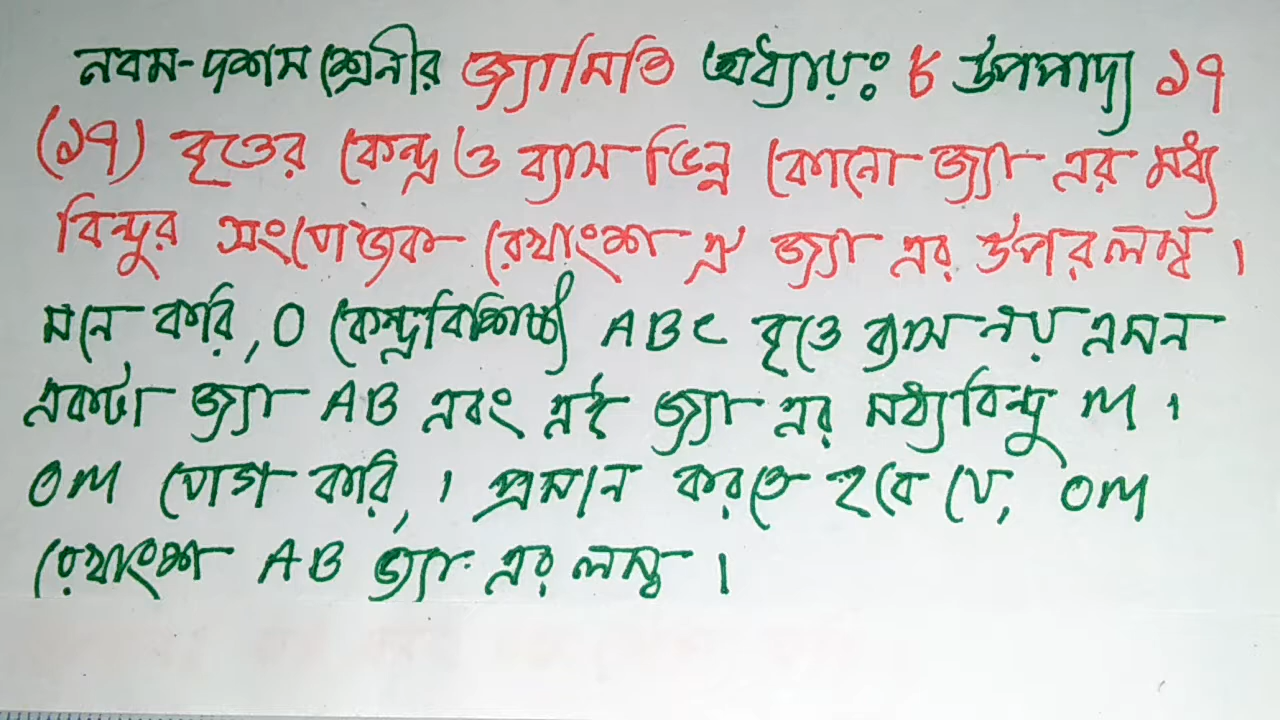 নবম-দশম শ্রেনীর জ্যামিতি অধ্যায়ঃ ৮ উপপাদ্য ১৭
(১৭) বৃত্তের কেন্দ্র ও ব্যাস ভিন্ন কোনো জ্যা এর মধ্য
বিন্দুর সংযোজক রেখাংশ ঐ জ্যা এর উপর লম্ব ।
মনে করি, O কেন্দ্রবিশিষ্ট ABC বৃত্তে ব্যাস নয় এমন
একটা জ্যা AB এবং এই জ্যা এর মধ্যবিন্দু M ।
OM যোগ করি, । প্রমান করতে হবে যে, OM
রেখাংশ AB জ্যা এর লম্ব ।